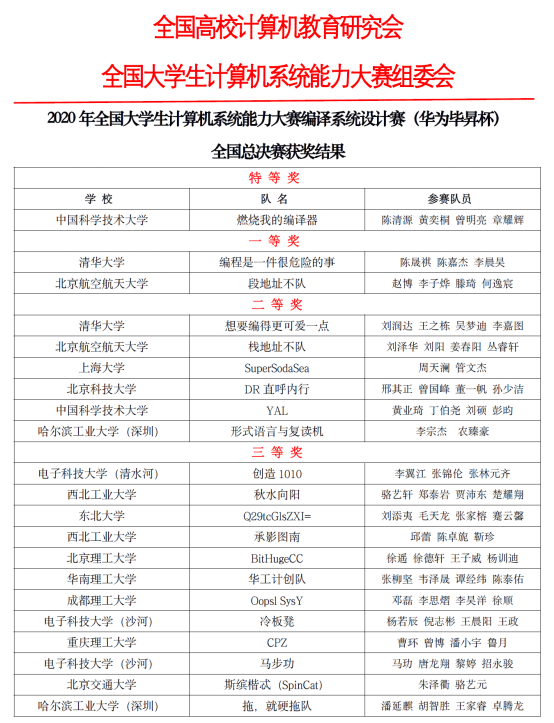 全国高校计算机教育研究会
全国大学生计算机系统能力大赛组委会
2020年全国大学生计算机系统能力大赛编译系统设计赛（华为毕昇杯）
全国总决赛获奖结果
特 等 奖
学 校 队 名 参赛队员
中国科学技术大学 燃烧我的编译器 陈清源 黄奕桐 曾明亮 章耀辉
一 等 奖
清华大学 编程是一件很危险的事 陈晟祺 陈嘉杰 李晨昊
北京航空航天大学 段地址不队 赵博 李子烨 滕琦 何逸宸
二 等 奖
清华大学 想要编得更可爱一点 刘润达 王之栋 吴梦迪 李嘉图
北京航空航天大学 栈地址不队 刘泽华 刘阳 姜春阳 丛睿轩
上海大学 SuperSodaSea 周天澜 管文杰
北京科技大学 DR直呼内行 邢其正 曾国峰 董一帆 孙少洁
中国科学技术大学 YAL 黄业琦 丁伯尧 刘硕 彭昀
哈尔滨工业大学（深圳） 形式语言与复读机 李宗杰 农臻豪
三 等 奖
电子科技大学（清水河） 创造1010 李翼江 张锦伦 张林元齐
西北工业大学 秋水向阳 骆艺轩 郑泰岩 贾沛东 楚耀翔
东北大学 Q29tcGlsZXI= 刘添夷 毛天龙 张家榕 蹇云馨
西北工业大学 承影图南 邱蕾 陈卓旎 靳珍
北京理工大学 BitHugeCC 徐遥 徐德轩 王子威 杨训迪
华南理工大学 华工计创队 张柳坚 韦泽晟 谭经纬 陈泰佑
成都理工大学 Oops! SysY 邓磊 李思熠 李昊洋 徐顺
电子科技大学（沙河） 冷板凳 杨若辰 倪志彬 王晨阳 王政
重庆理工大学 CPZ 曹环 曾博 潘小宇 鲁月
电子科技大学（沙河） 马步功 马功 唐龙翔 黎婷 招永骏
北京交通大学 斯缤楷忒（SpinCat） 朱泽衢 骆艺元
哈尔滨工业大学（深圳） 拖，就硬拖队 潘延麒 胡智胜 王家睿 卓腾龙